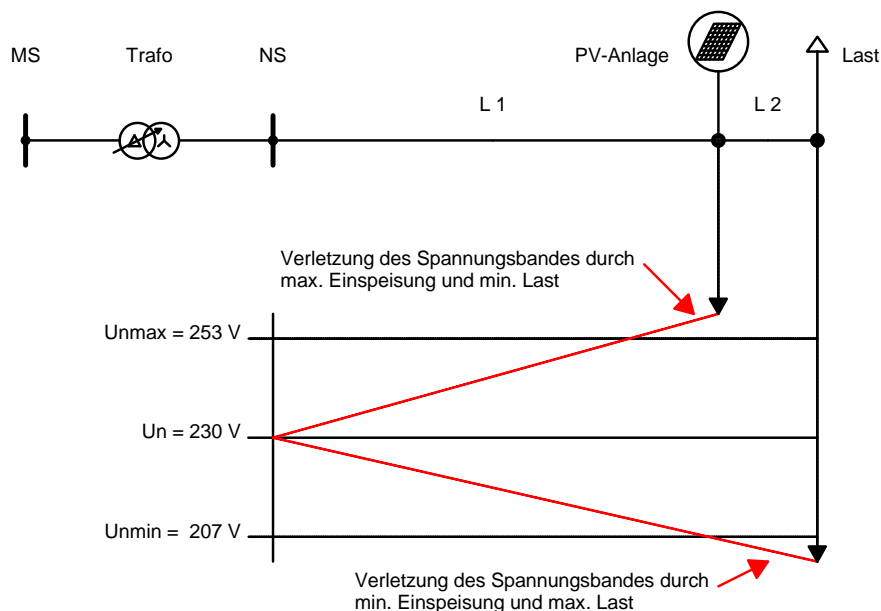 MS
Trafo
NS
PV-Anlage
Last
L 1
L 2
Verletzung des Spannungsbandes durch
max. Einspeisung und min. Last
Unmax = 253 V
Un = 230 V
Unmin =  207 V
Verletzung des Spannungsbandes durch
min. Einspeisung und max. Last